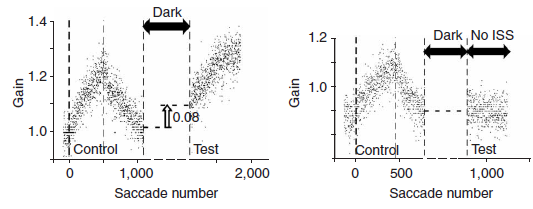 Dark
1.4
1.2
1.0
Gain
0.08
Control
Test
0
1,000
2,000
Saccade number
Dark No ISS
1.2
1.0
Gain
Control
Test
0
500
1,000
Saccade number